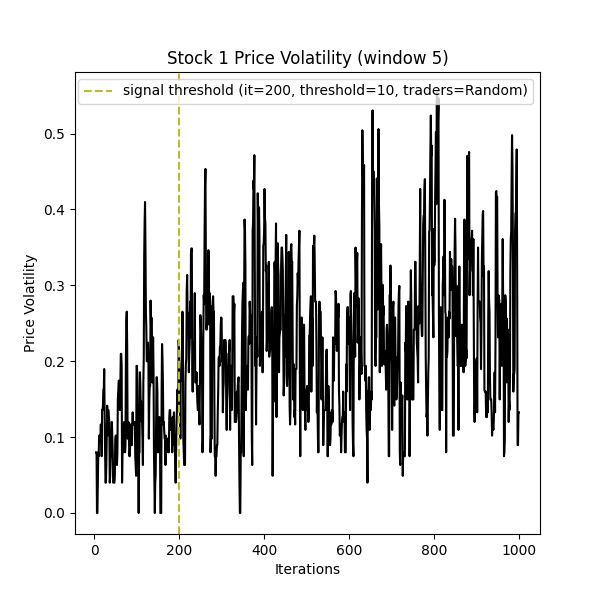 Stock 1 Price Volatility (window 5)
signal threshold (it=200, threshold=10, traders=Random)
Price Volatility
0.5
0.4
0.3
0.2
0.1
0.0
0 200 400 600 800 1000
Iterations